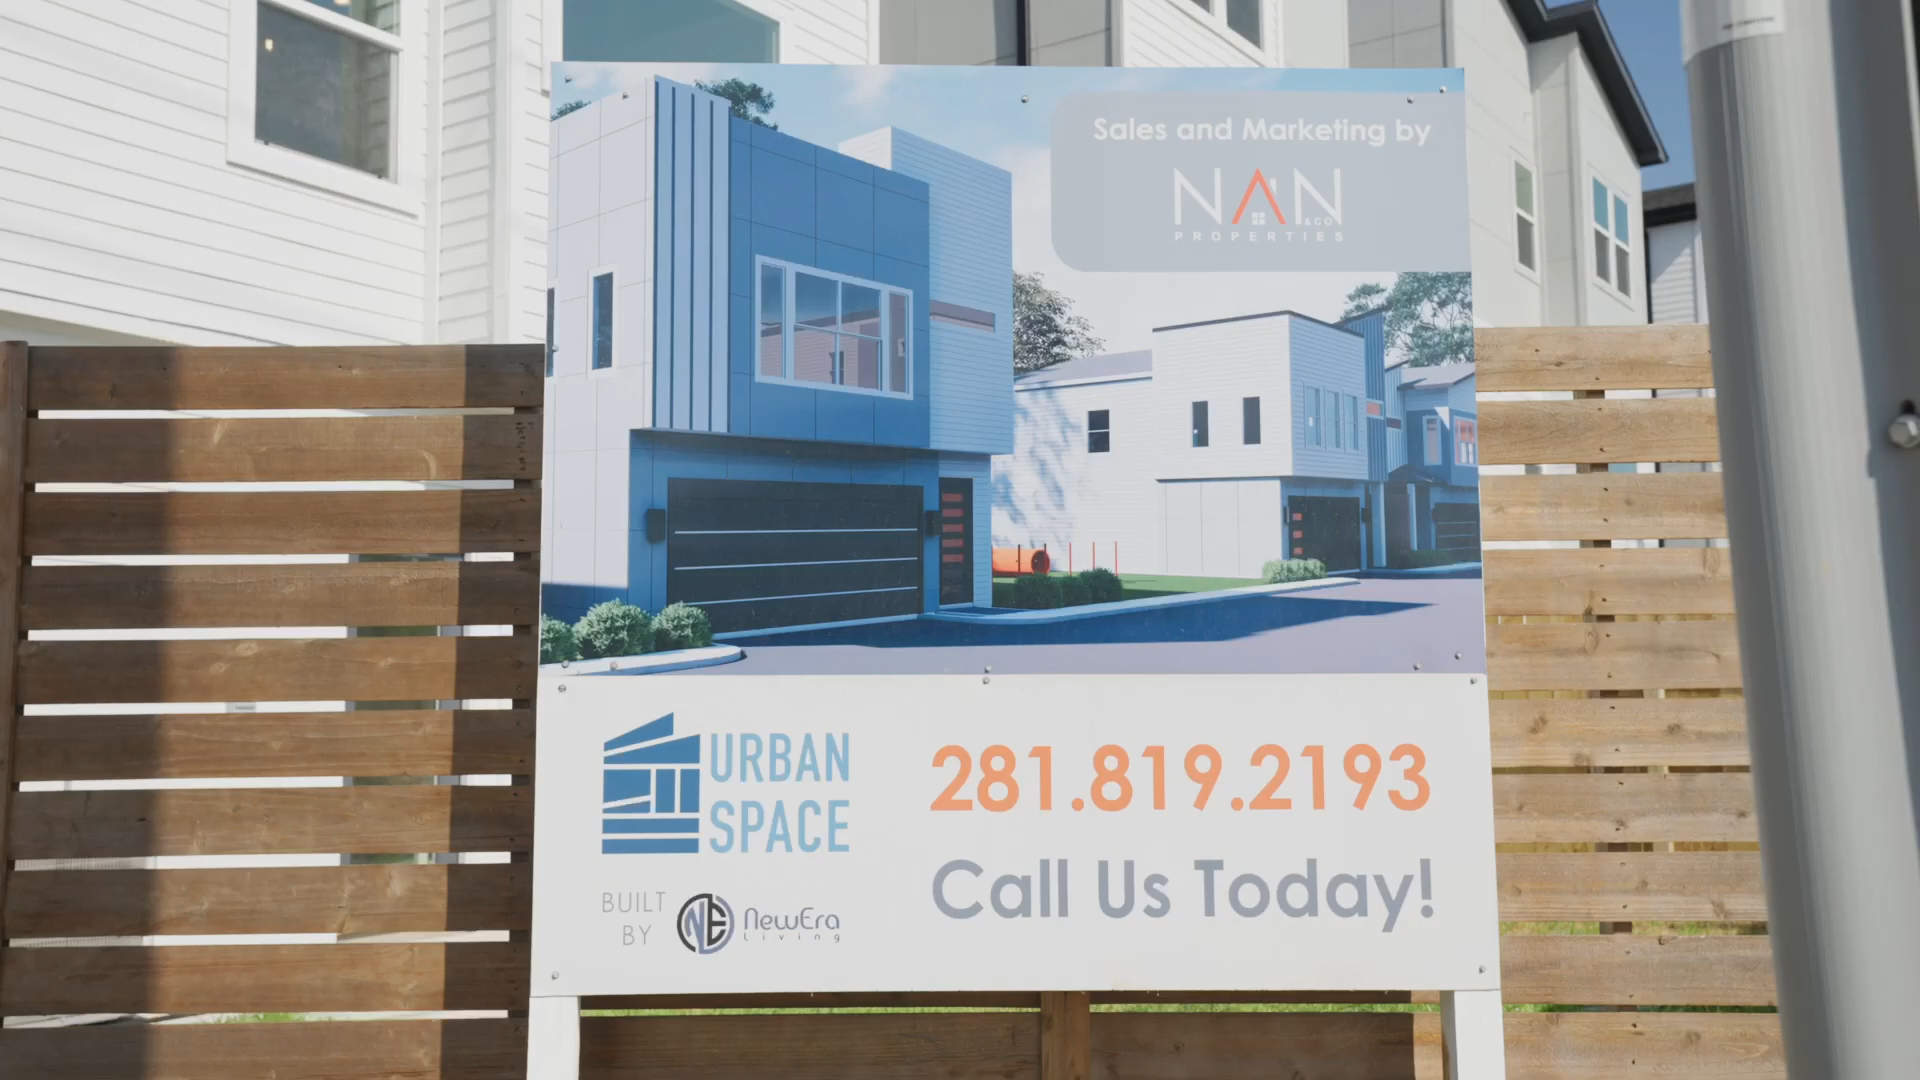 Sales and Marketing by
NAN
&CO
PROPERTIES
URBAN
SPACE
281.819.2193
Call Us Today!
BUILT
BY
NE
NewEra
Living